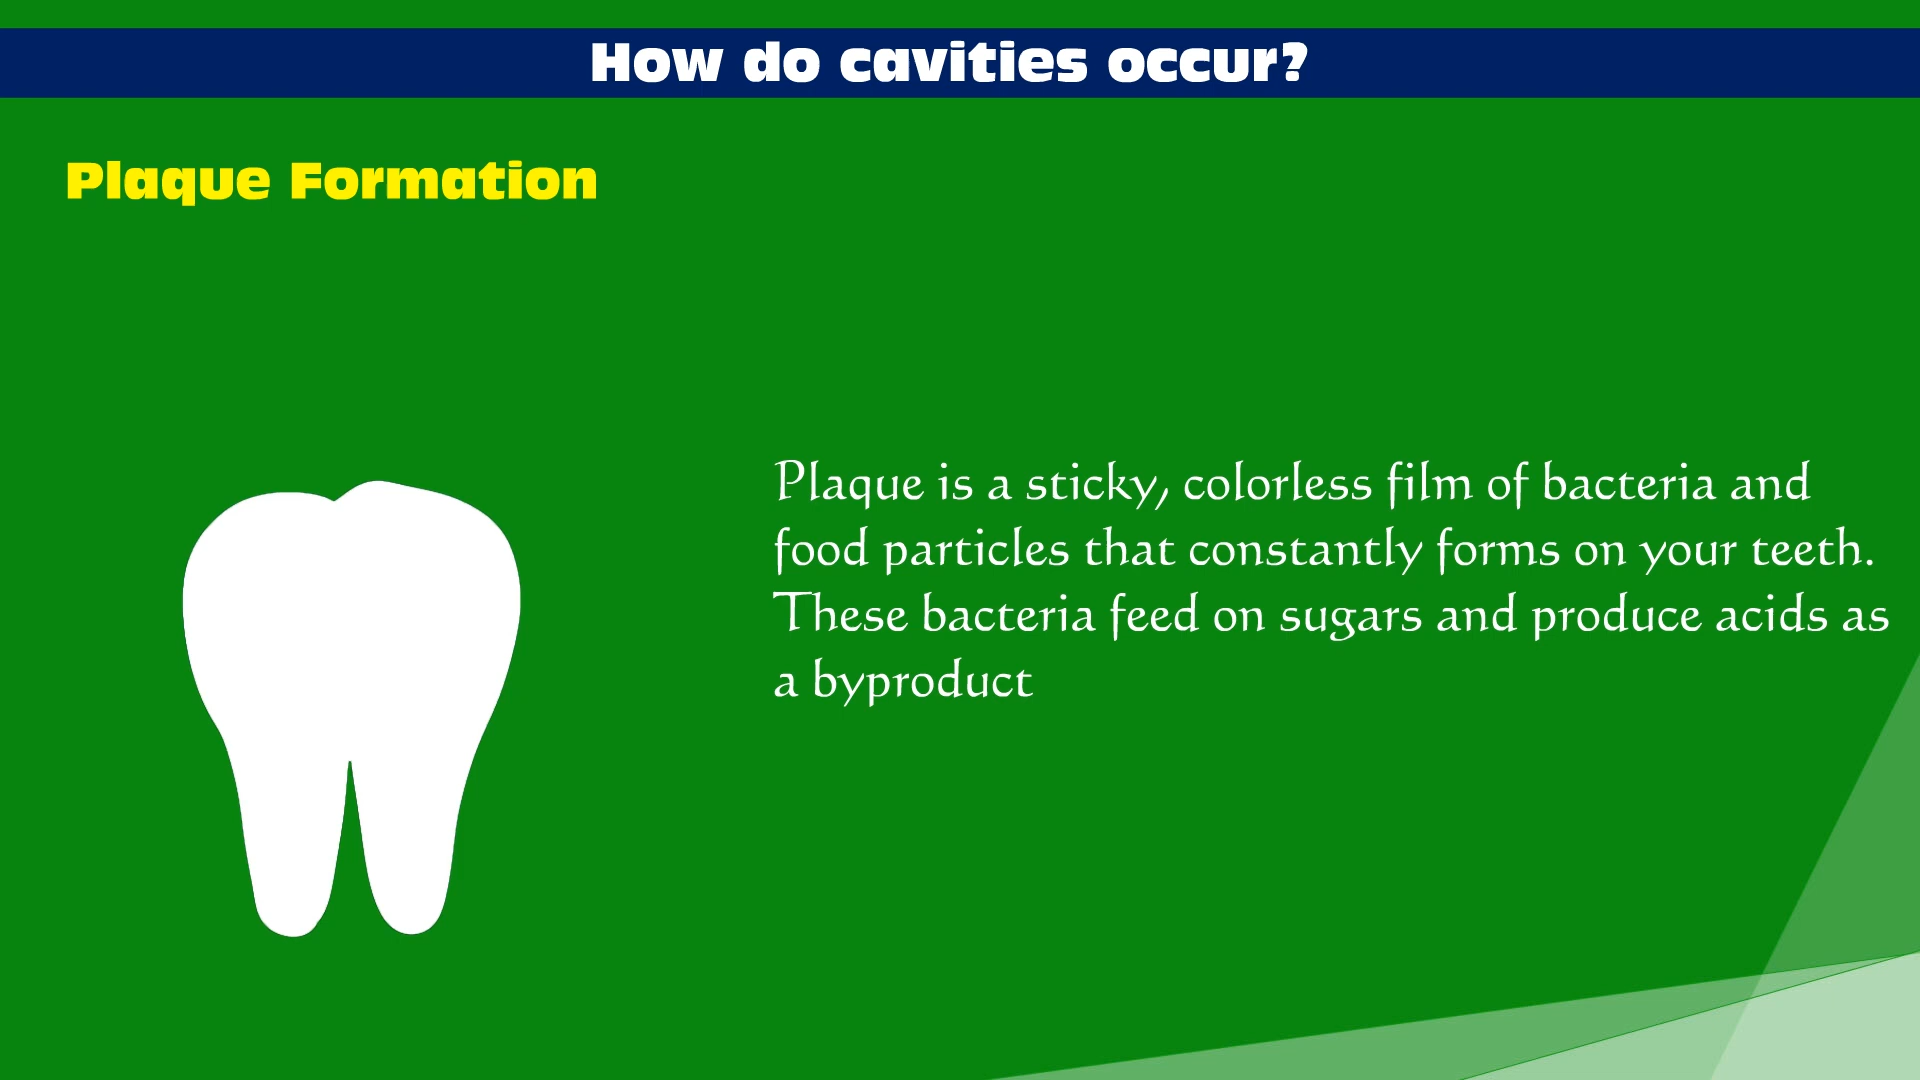 How do cavities occur?
Plaque Formation
Plaque is a sticky, colorless film of bacteria and
food particles that constantly forms on your teeth.
These bacteria feed on sugars and produce acids as
a byproduct